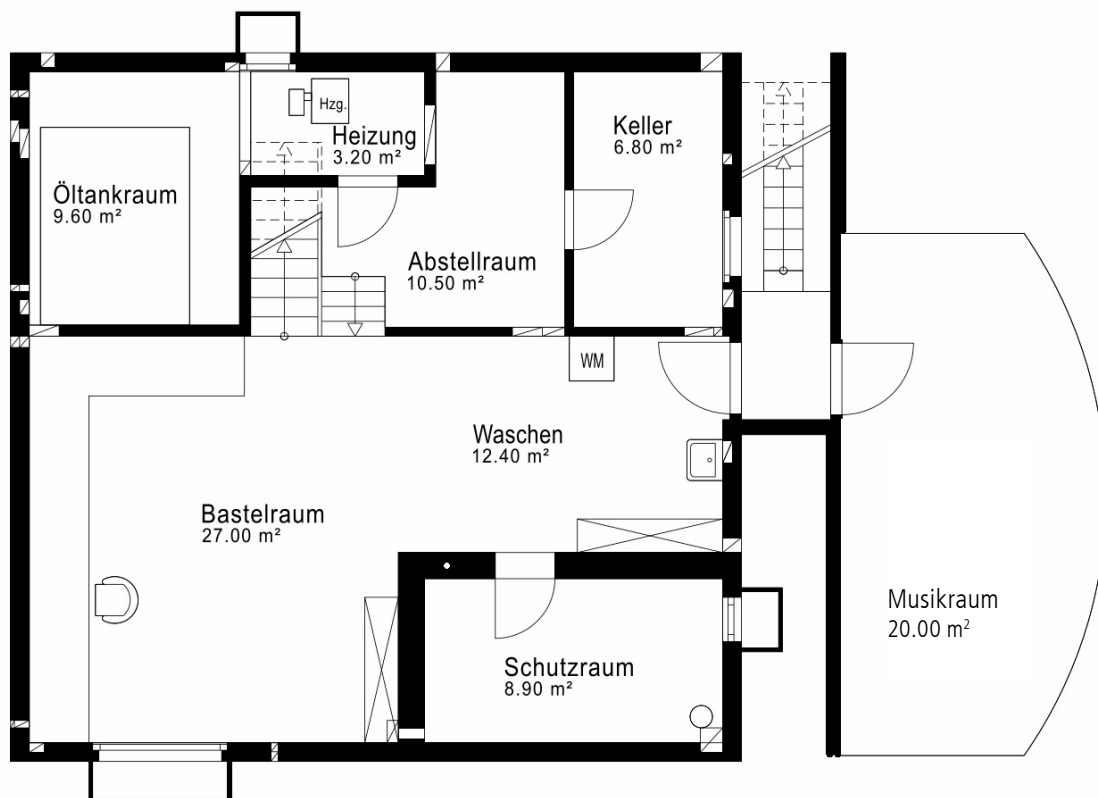 Hzg.
Heizung
3.20 m²
Keller
6.80 m²
Öltankraum
9.60 m²
Abstellraum
10.50 m²
WM
Waschen
12.40 m²
Bastelraum
27.00 m²
Musikraum
20.00 m²
Schutzraum
8.90 m²